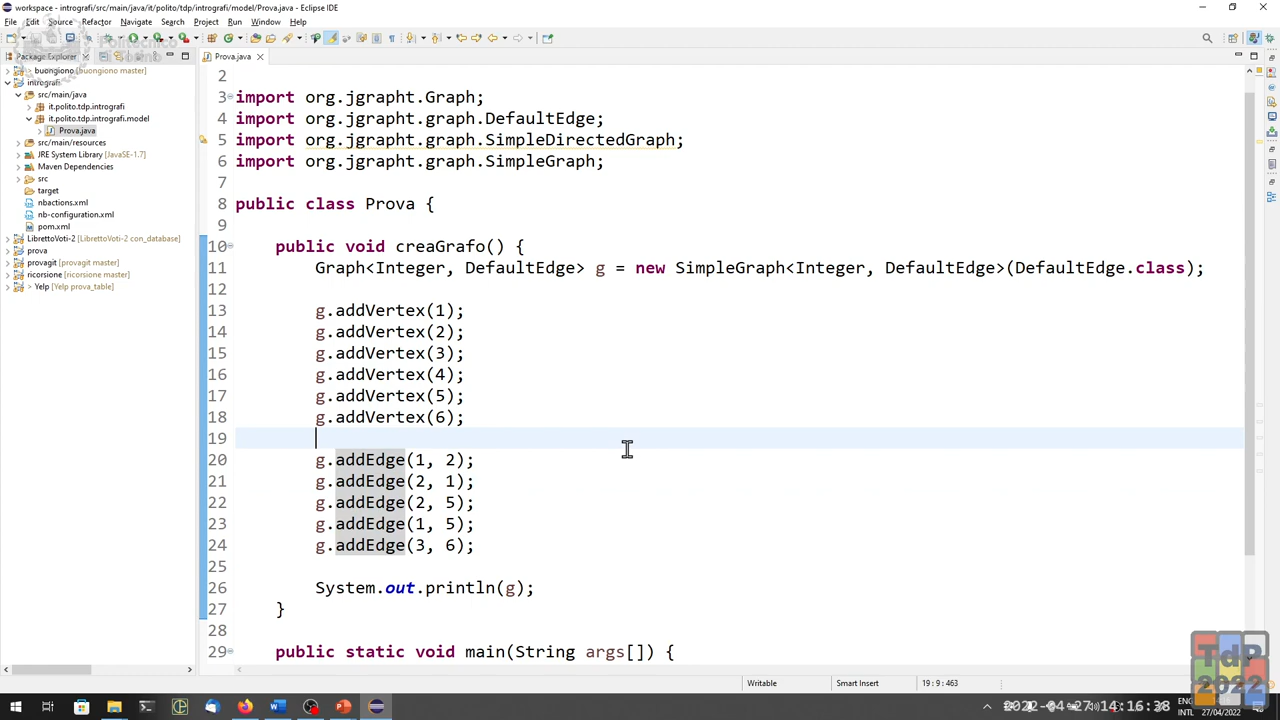 workspace - intrografi/src/main/java/it/polito/tdp/intrografi/model/Prova.java - Eclipse IDE
File Edit Source Refactor Navigate Search Project Run Window Help
Politecnico
Package Explorer
Prova.java
buongiono [buongiono master]
intrografi
src/main/java
it.polito.tdp.intrografi
it.polito.tdp.intrografi.model
Prova.java
src/main/resources
JRE System Library [JavaSE-1.7]
Maven Dependencies
src
target
nbactions.xml
nb-configuration.xml
pom.xml
LibrettoVoti-2 [LibrettoVoti-2 con_database]
prova
provagit [provagit master]
ricorsione [ricorsione master]
> Yelp [Yelp prova_table]
2
3 import org.jgrapht.Graph;
4 import org.jgrapht.graph.DefaultEdge;
5 import org.jgrapht.graph.SimpleDirectedGraph;
6 import org.jgrapht.graph.SimpleGraph;
7
8 public class Prova {
9
10 public void creaGrafo() {
11 Graph<Integer, DefaultEdge> g = new SimpleGraph<Integer, DefaultEdge>(DefaultEdge.class);
12
13 g.addVertex(1);
14 g.addVertex(2);
15 g.addVertex(3);
16 g.addVertex(4);
17 g.addVertex(5);
18 g.addVertex(6);
19
20 g.addEdge(1, 2);
21 g.addEdge(2, 1);
22 g.addEdge(2, 5);
23 g.addEdge(1, 5);
24 g.addEdge(3, 6);
25
26 System.out.println(g);
27 }
28
29 public static void main(String args[]) {
Writable Smart Insert 19 : 9 : 463
TdP
2022
2022-04-27 14:16:38
INTL 27/04/2022